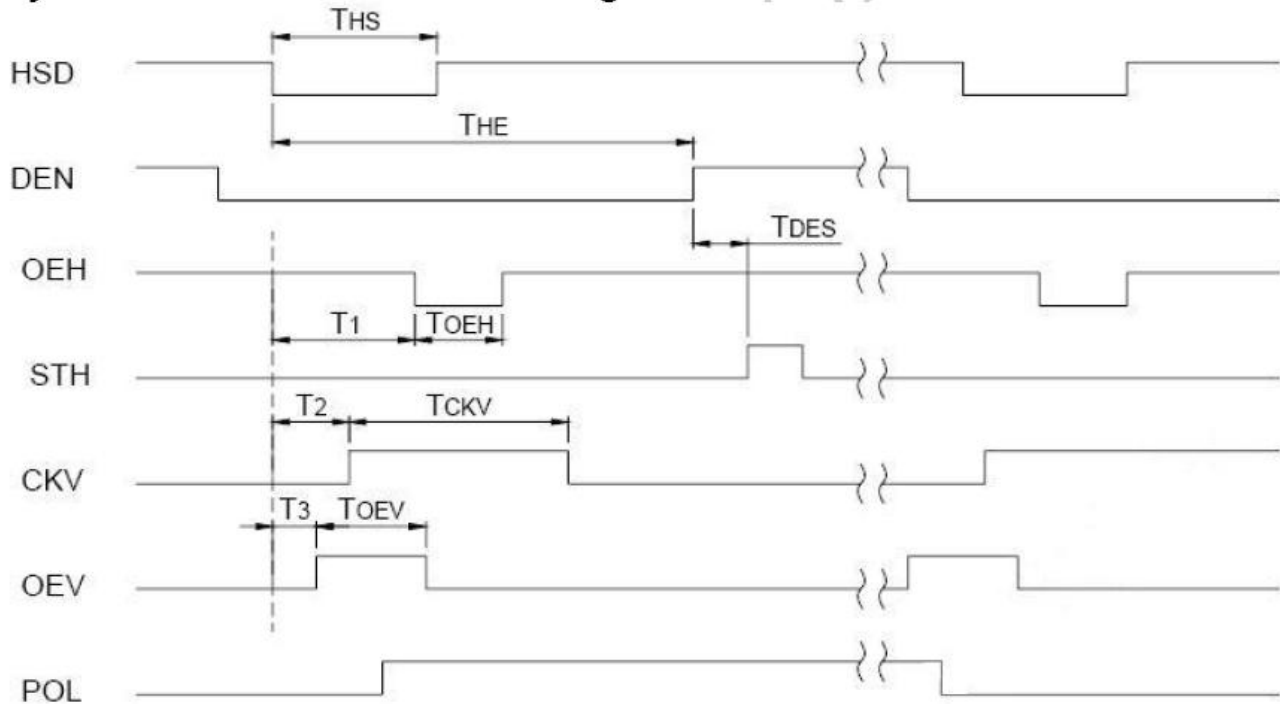 THS
HSD
THE
DEN
TDES
OEH
T1 TOEH
STH
T2 TCKV
CKV
T3 TOEV
OEV
POL